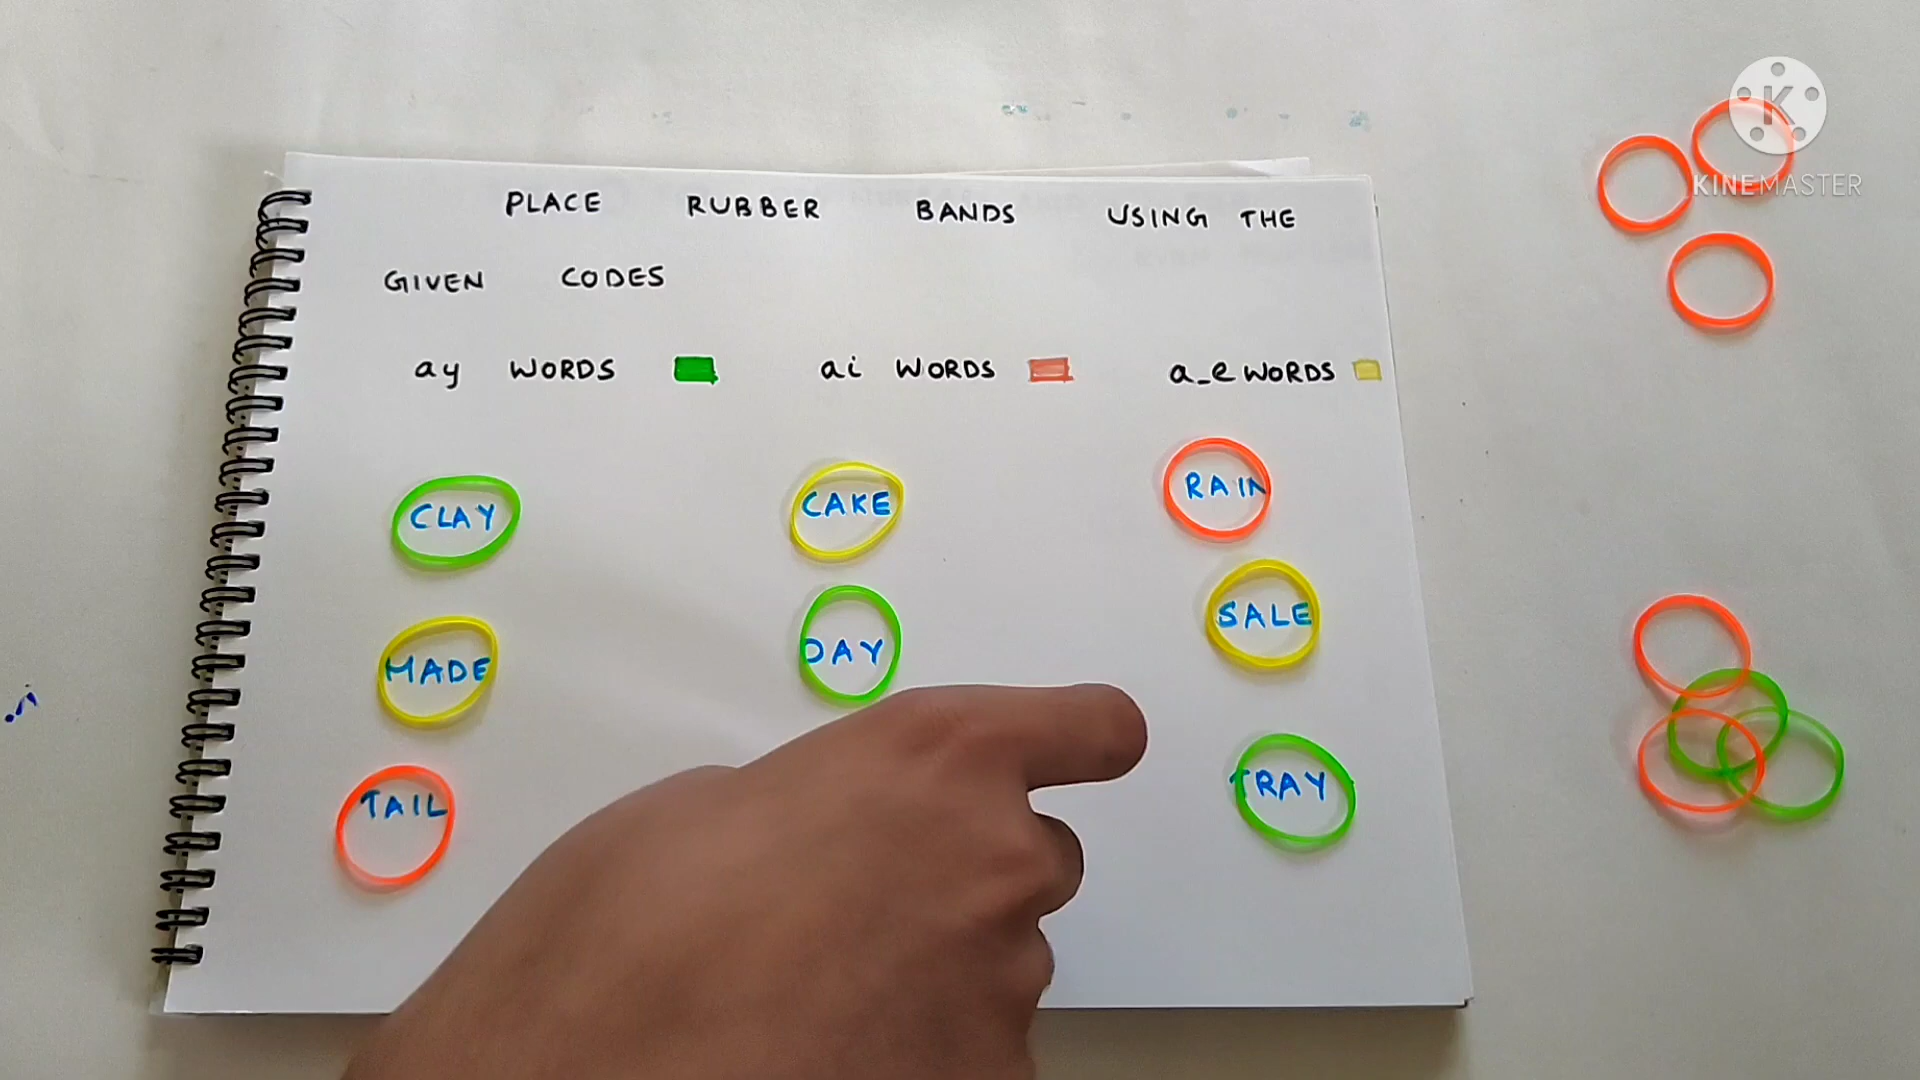 PLACE RUBBER BANDS USING THE
GIVEN CODES
ay WORDS ai WORDS a_e WORDS
CLAY CAKE RAIN
MADE DAY SALE
TAIL TRAY
KINEMASTER